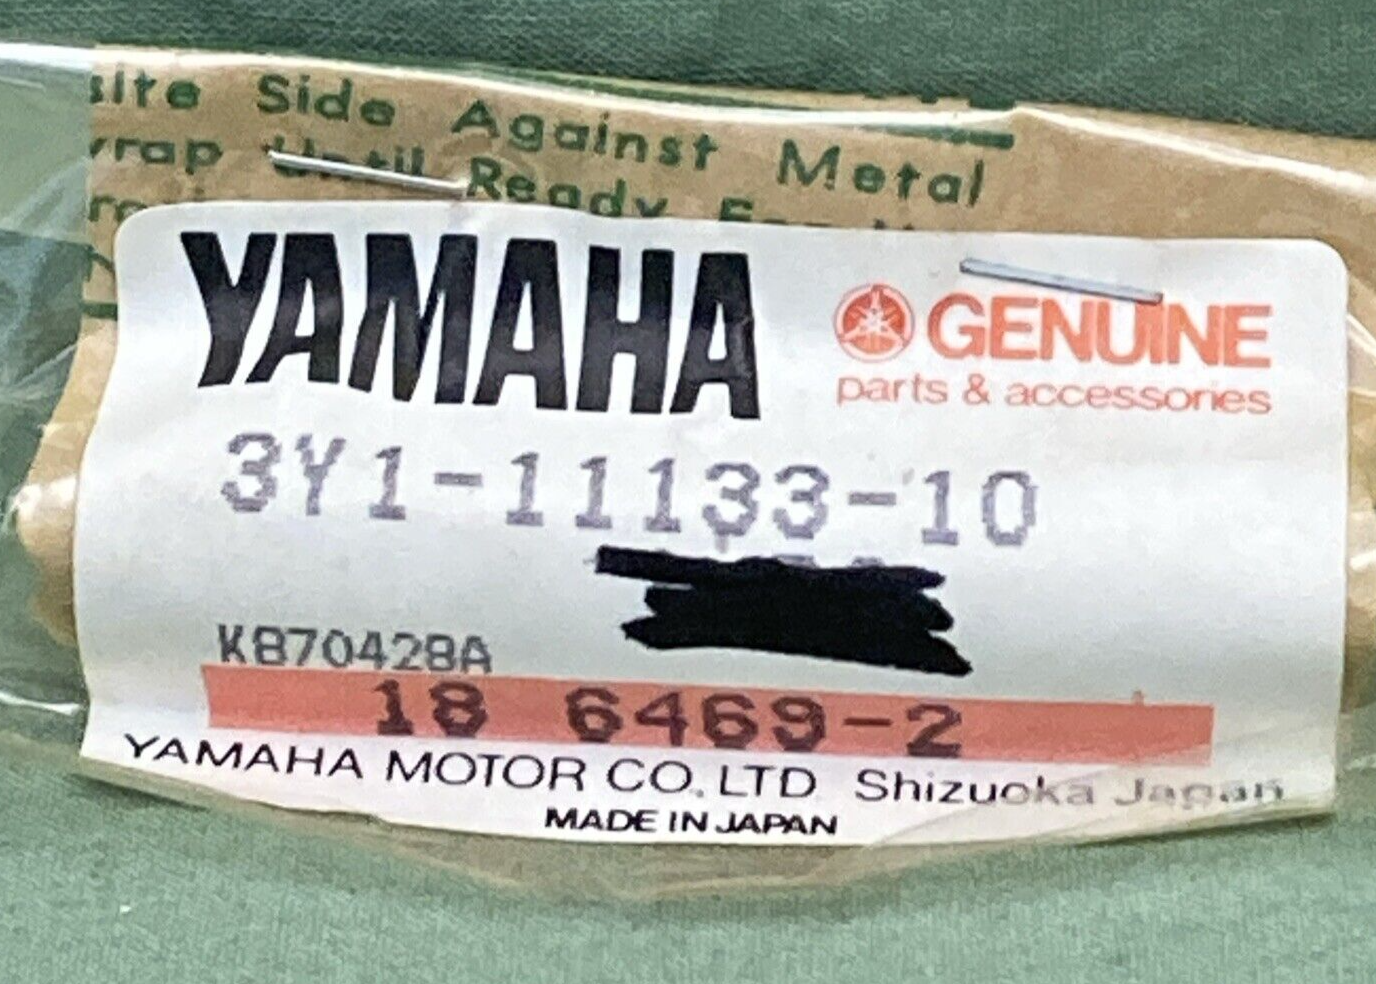 Side Against Metal
Until Ready
YAMAHA
GENUINE
parts & accessories
3Y1-11133-10
K870428A
18 6469-2
YAMAHA MOTOR CO., LTD. Shizuoka Japan
MADE IN JAPAN